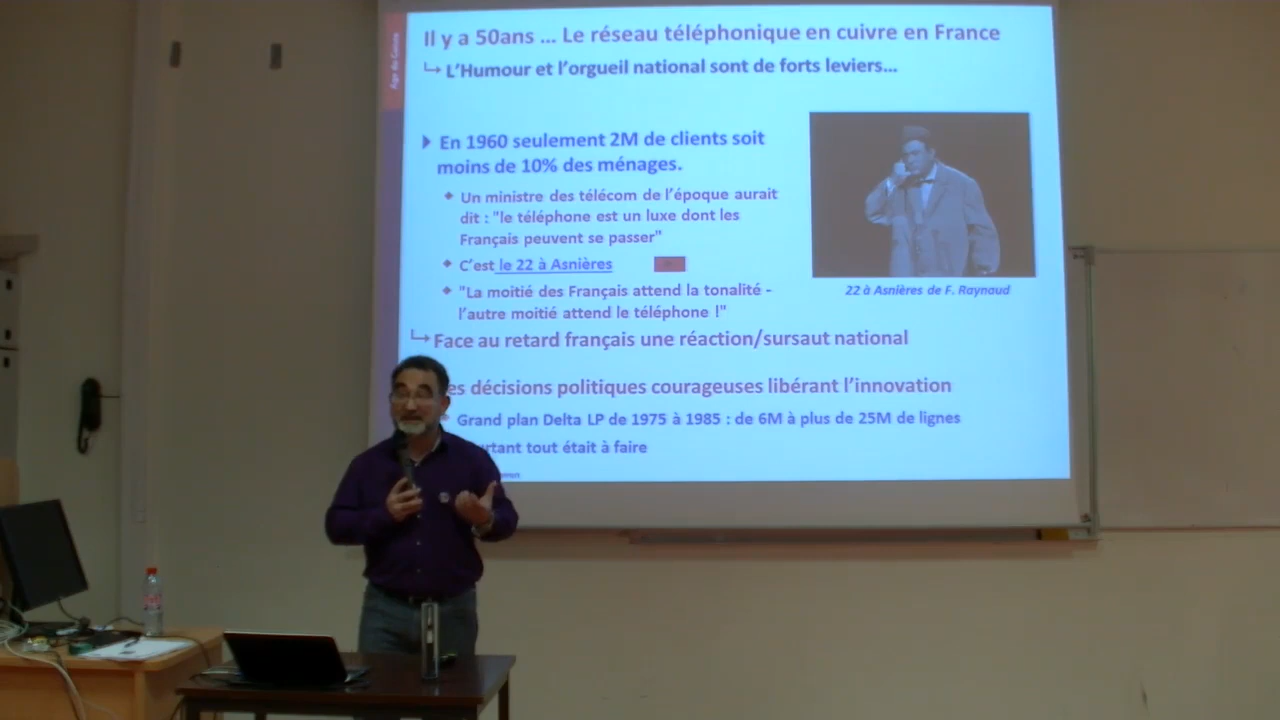 Age du Cuivre
Il y a 50ans ... Le réseau téléphonique en cuivre en France
L'Humour et l'orgueil national sont de forts leviers...
En 1960 seulement 2M de clients soit
moins de 10% des ménages.
Un ministre des télécom de l'époque aurait
dit : "le téléphone est un luxe dont les
Français peuvent se passer"
C'est le 22 à Asnières
"La moitié des Français attend la tonalité -
l'autre moitié attend le téléphone !"
22 à Asnières de F. Raynaud
Face au retard français une réaction/sursaut national
es décisions politiques courageuses libérant l'innovation
Grand plan Delta LP de 1975 à 1985 : de 6M à plus de 25M de lignes
rtant tout était à faire